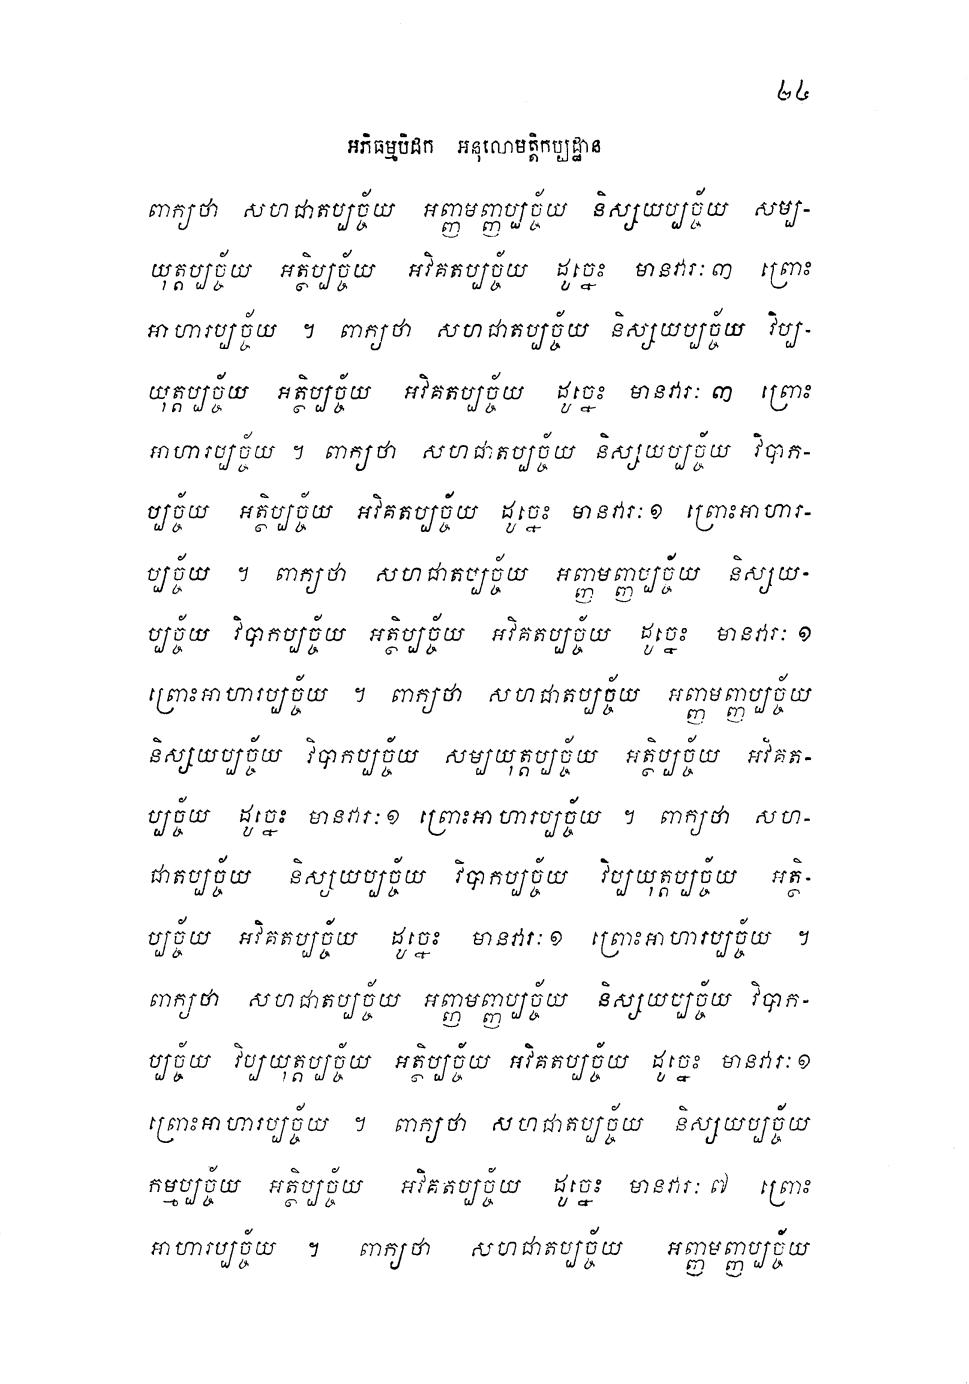 ២៤
អភិធម្មបិដក អនុលោមត្តិកប្បដ្ឋាន
ពាក្យថា សហជាតប្បច្ច័យ អញ្ញមញ្ញប្បច្ច័យ និស្សយប្បច្ច័យ សម្ប-
យុត្តប្បច្ច័យ អត្ថិប្បច្ច័យ អវិគតប្បច្ច័យ ដូច្នេះ មានវារៈ ៣ ព្រោះ
អាហារប្បច្ច័យ ។ ពាក្យថា សហជាតប្បច្ច័យ និស្សយប្បច្ច័យ វិប្ប-
យុត្តប្បច្ច័យ អត្ថិប្បច្ច័យ អវិគតប្បច្ច័យ ដូច្នេះ មានវារៈ ៣ ព្រោះ
អាហារប្បច្ច័យ ។ ពាក្យថា សហជាតប្បច្ច័យ និស្សយប្បច្ច័យ វិបាក-
ប្បច្ច័យ អត្ថិប្បច្ច័យ អវិគតប្បច្ច័យ ដូច្នេះ មានវារៈ ១ ព្រោះអាហារ-
ប្បច្ច័យ ។ ពាក្យថា សហជាតប្បច្ច័យ អញ្ញមញ្ញប្បច្ច័យ និស្សយ-
ប្បច្ច័យ វិបាកប្បច្ច័យ អត្ថិប្បច្ច័យ អវិគតប្បច្ច័យ ដូច្នេះ មានវារៈ ១
ព្រោះអាហារប្បច្ច័យ ។ ពាក្យថា សហជាតប្បច្ច័យ អញ្ញមញ្ញប្បច្ច័យ
និស្សយប្បច្ច័យ វិបាកប្បច្ច័យ សម្បយុត្តប្បច្ច័យ អត្ថិប្បច្ច័យ អវិគត-
ប្បច្ច័យ ដូច្នេះ មានវារៈ ១ ព្រោះអាហារប្បច្ច័យ ។ ពាក្យថា សហ-
ជាតប្បច្ច័យ និស្សយប្បច្ច័យ វិបាកប្បច្ច័យ វិប្បយុត្តប្បច្ច័យ អត្ថិ-
ប្បច្ច័យ អវិគតប្បច្ច័យ ដូច្នេះ មានវារៈ ១ ព្រោះអាហារប្បច្ច័យ ។
ពាក្យថា សហជាតប្បច្ច័យ អញ្ញមញ្ញប្បច្ច័យ និស្សយប្បច្ច័យ វិបាក-
ប្បច្ច័យ វិប្បយុត្តប្បច្ច័យ អត្ថិប្បច្ច័យ អវិគតប្បច្ច័យ ដូច្នេះ មានវារៈ ១
ព្រោះអាហារប្បច្ច័យ ។ ពាក្យថា សហជាតប្បច្ច័យ និស្សយប្បច្ច័យ
កម្មប្បច្ច័យ អត្ថិប្បច្ច័យ អវិគតប្បច្ច័យ ដូច្នេះ មានវារៈ ៧ ព្រោះ
អាហារប្បច្ច័យ ។ ពាក្យថា សហជាតប្បច្ច័យ អញ្ញមញ្ញប្បច្ច័យ